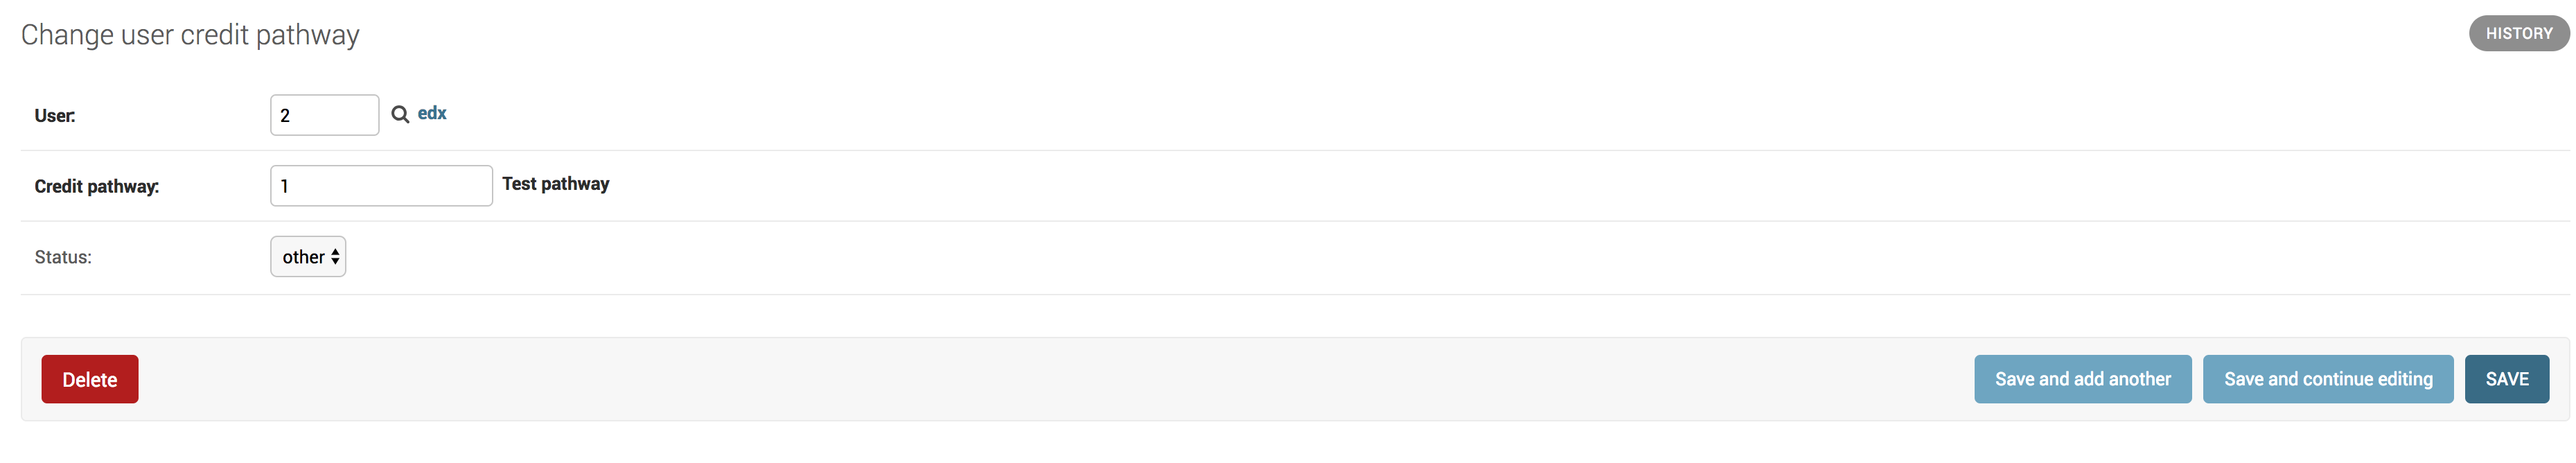 Change user credit pathway
HISTORY
User: 2 edx
Credit pathway: 1 Test pathway
Status: other
Delete Save and add another Save and continue editing SAVE